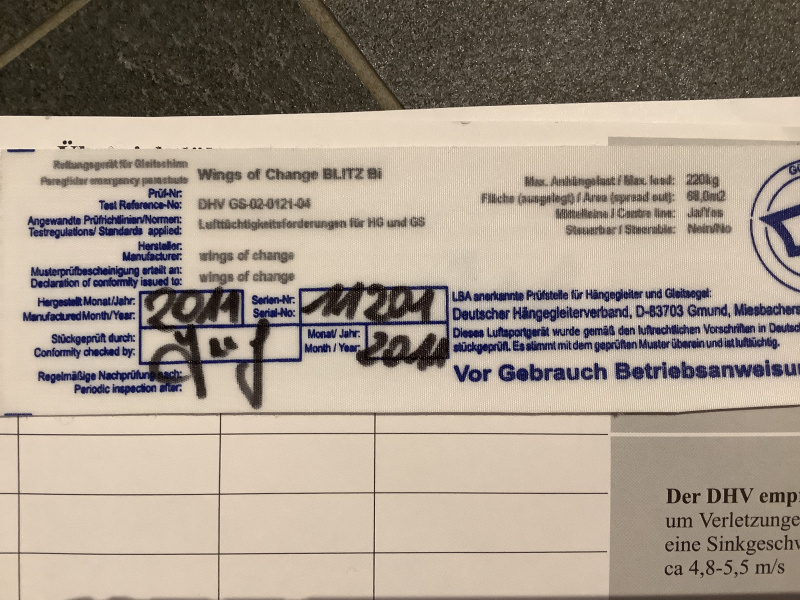 Rettungsgerät für Gleitschirm
Paraglider emergency parachute
Wings of Change BLITZ Bi
Prüf-Nr:
Test Reference-No:
DHV GS-02-0121-04
Angewandte Prüfrichlinien/Normen:
Testregulations/ Standards applied:
Lufttüchtigkeitsforderungen für HG und GS
Hersteller:
Manufacturer:
wings of change
Musterprüfbescheinigung erteilt an:
Declaration of conformity issued to:
wings of change
Hergestellt Monat/Jahr:
Manufactured Month/Year:
2011
Serien-Nr:
Serial-No:
11201
Stückgeprüft durch:
Conformity checked by:
Monat/ Jahr:
Month / Year:
2011
Regelmäßige Nachprüfung nach:
Periodic inspection after:
Max. Anhängelast / Max. load: 220kg
Fläche (ausgelegt) / Area (spread out): 68,0m2
Mittelleine / Centre line: Ja/Yes
Steuerbar / Steerable: Nein/No
LBA anerkannte Prüfstelle für Hängegleiter und Gleitsegel:
Deutscher Hängegleiterverband, D-83703 Gmund, Miesbachers
Dieses Luftsportgerät wurde gemäß den luftrechtlichen Vorschriften in Deutsc
stückgeprüft. Es stimmt mit dem geprüften Muster überein und ist lufttüchtig.
Vor Gebrauch Betriebsanweisu
Der DHV emp
um Verletzunge
eine Sinkgeschw
ca 4,8-5,5 m/s